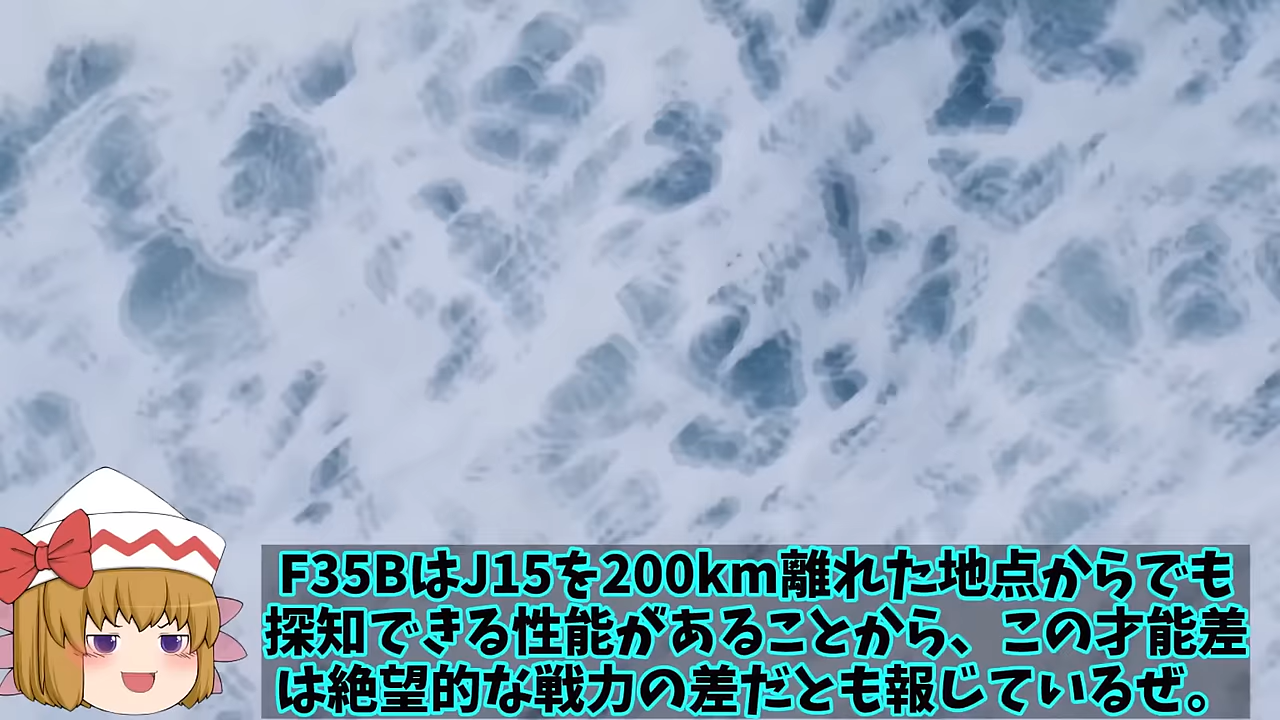 F35BはJ15を200km離れた地点からでも
探知できる性能があることから、この才能差
は絶望的な戦力の差だとも報じているぜ。